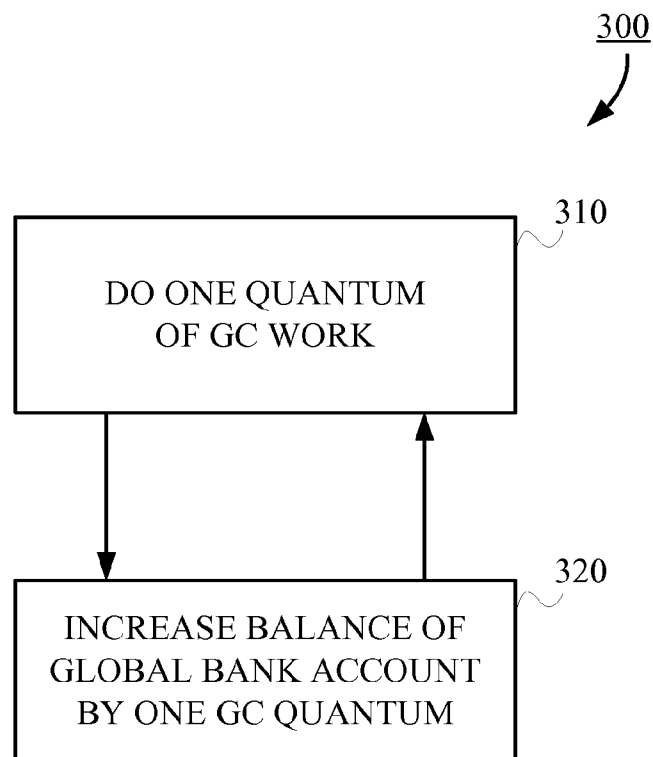 300
310
DO ONE QUANTUM
OF GC WORK
320
INCREASE BALANCE OF
GLOBAL BANK ACCOUNT
BY ONE GC QUANTUM